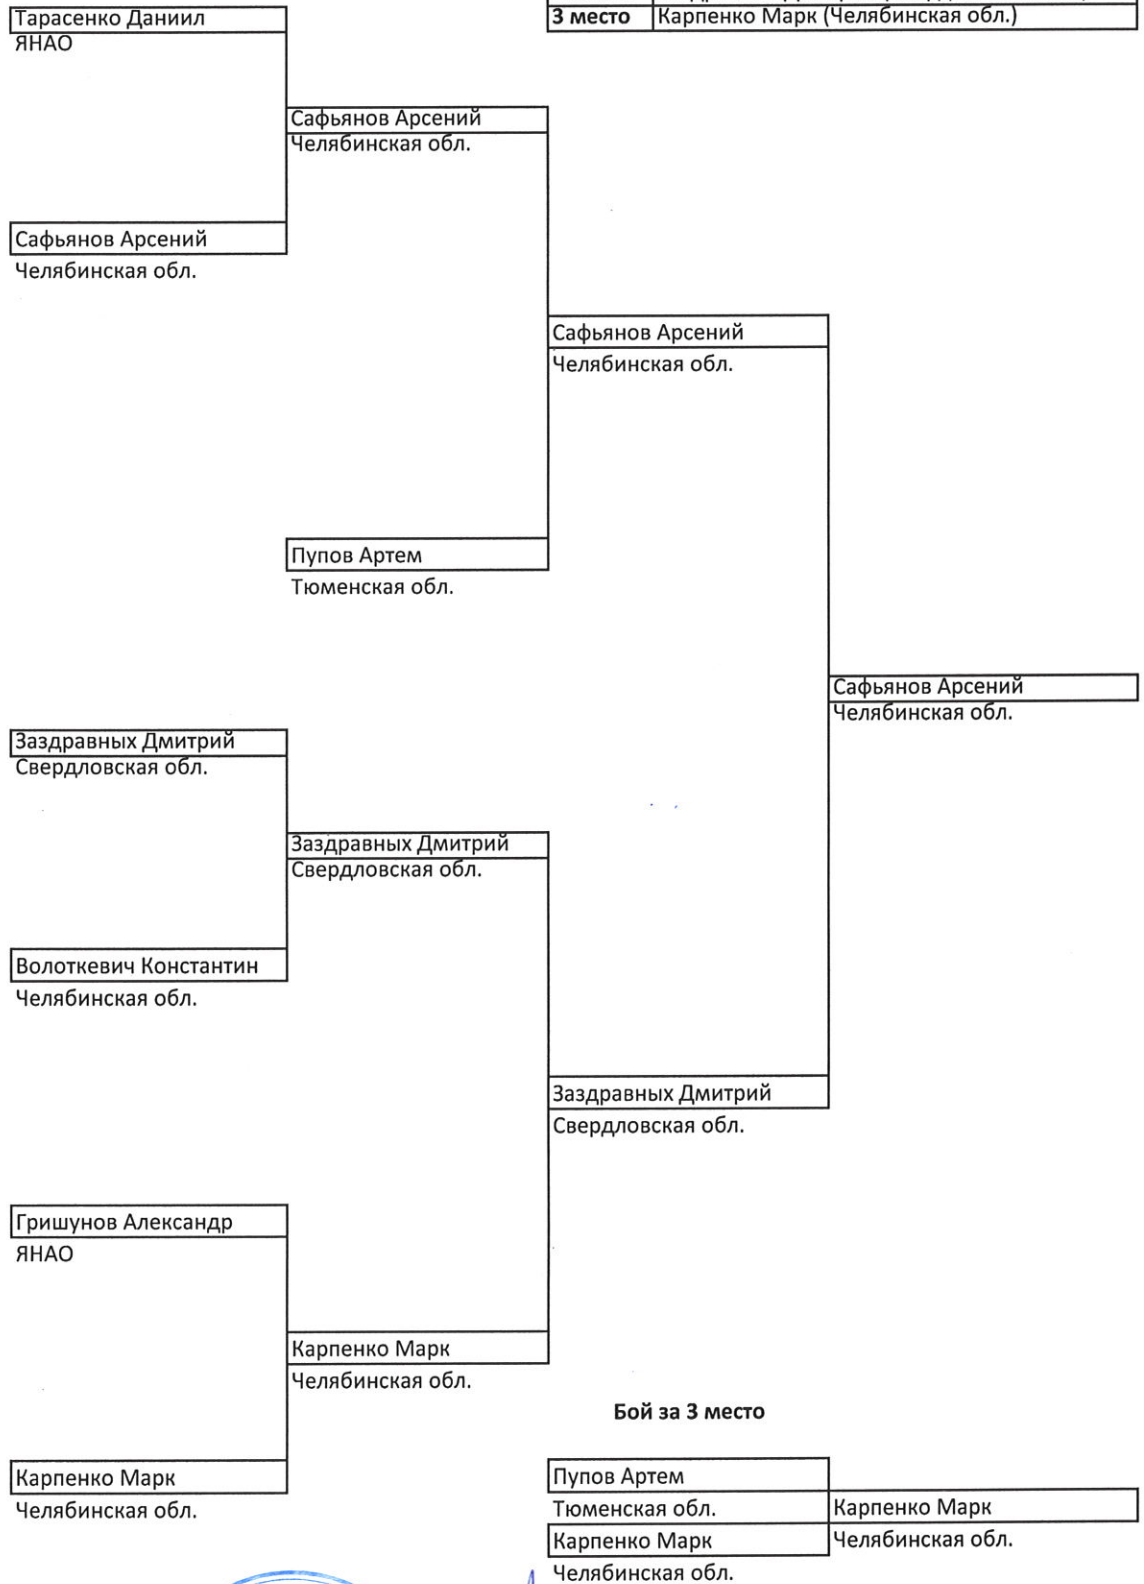 Тарасенко Даниил
ЯНАО
3 место Карпенко Марк (Челябинская обл.)
Сафьянов Арсений
Челябинская обл.
Сафьянов Арсений
Челябинская обл.
Сафьянов Арсений
Челябинская обл.
Пупов Артем
Тюменская обл.
Сафьянов Арсений
Челябинская обл.
Заздравных Дмитрий
Свердловская обл.
Заздравных Дмитрий
Свердловская обл.
Волоткевич Константин
Челябинская обл.
Заздравных Дмитрий
Свердловская обл.
Гришунов Александр
ЯНАО
Карпенко Марк
Челябинская обл.
Карпенко Марк
Челябинская обл.
Бой за 3 место
Пупов Артем
Тюменская обл.
Карпенко Марк
Челябинская обл.
Карпенко Марк
Челябинская обл.